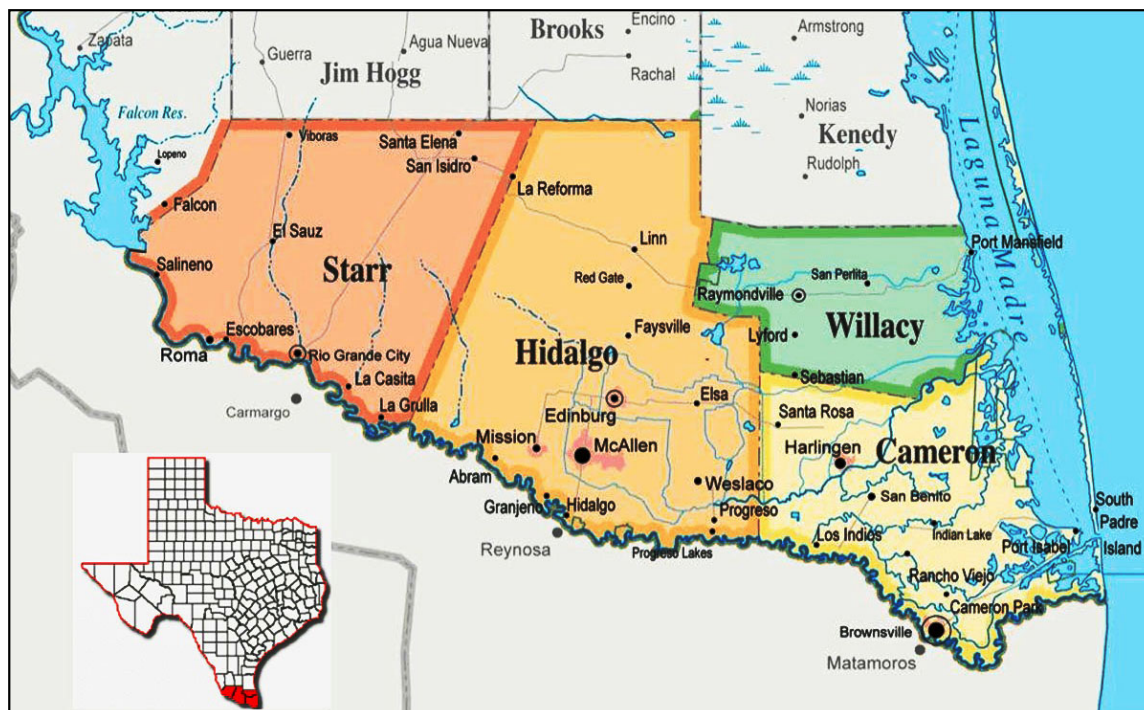 Zapata
Guerra
Agua Nueva
Jim Hogg
Brooks
Encino
Rachal
Armstrong
Norias
Kenedy
Rudolph
Falcon Res.
Lopeno
Viboras
Santa Elena
San Isidro
La Reforma
Falcon
El Sauz
Linn
Port Mansfield
Laguna Madre
Salineno
Starr
Red Gate
San Perlita
Raymondville
Escobares
Roma
Rio Grande City
Hidalgo
Faysville
Lyford
Willacy
La Casita
Sebastian
Carmargo
La Grulla
Edinburg
Elsa
Santa Rosa
Mission
McAllen
Harlingen
Cameron
Abram
Weslaco
Granjeno
Hidalgo
Progreso
San Benito
South
Padre
Island
Reynosa
Progreso Lakes
Los Indios
Indian Lake
Port Isabel
Rancho Viejo
Cameron Park
Brownsville
Matamoros